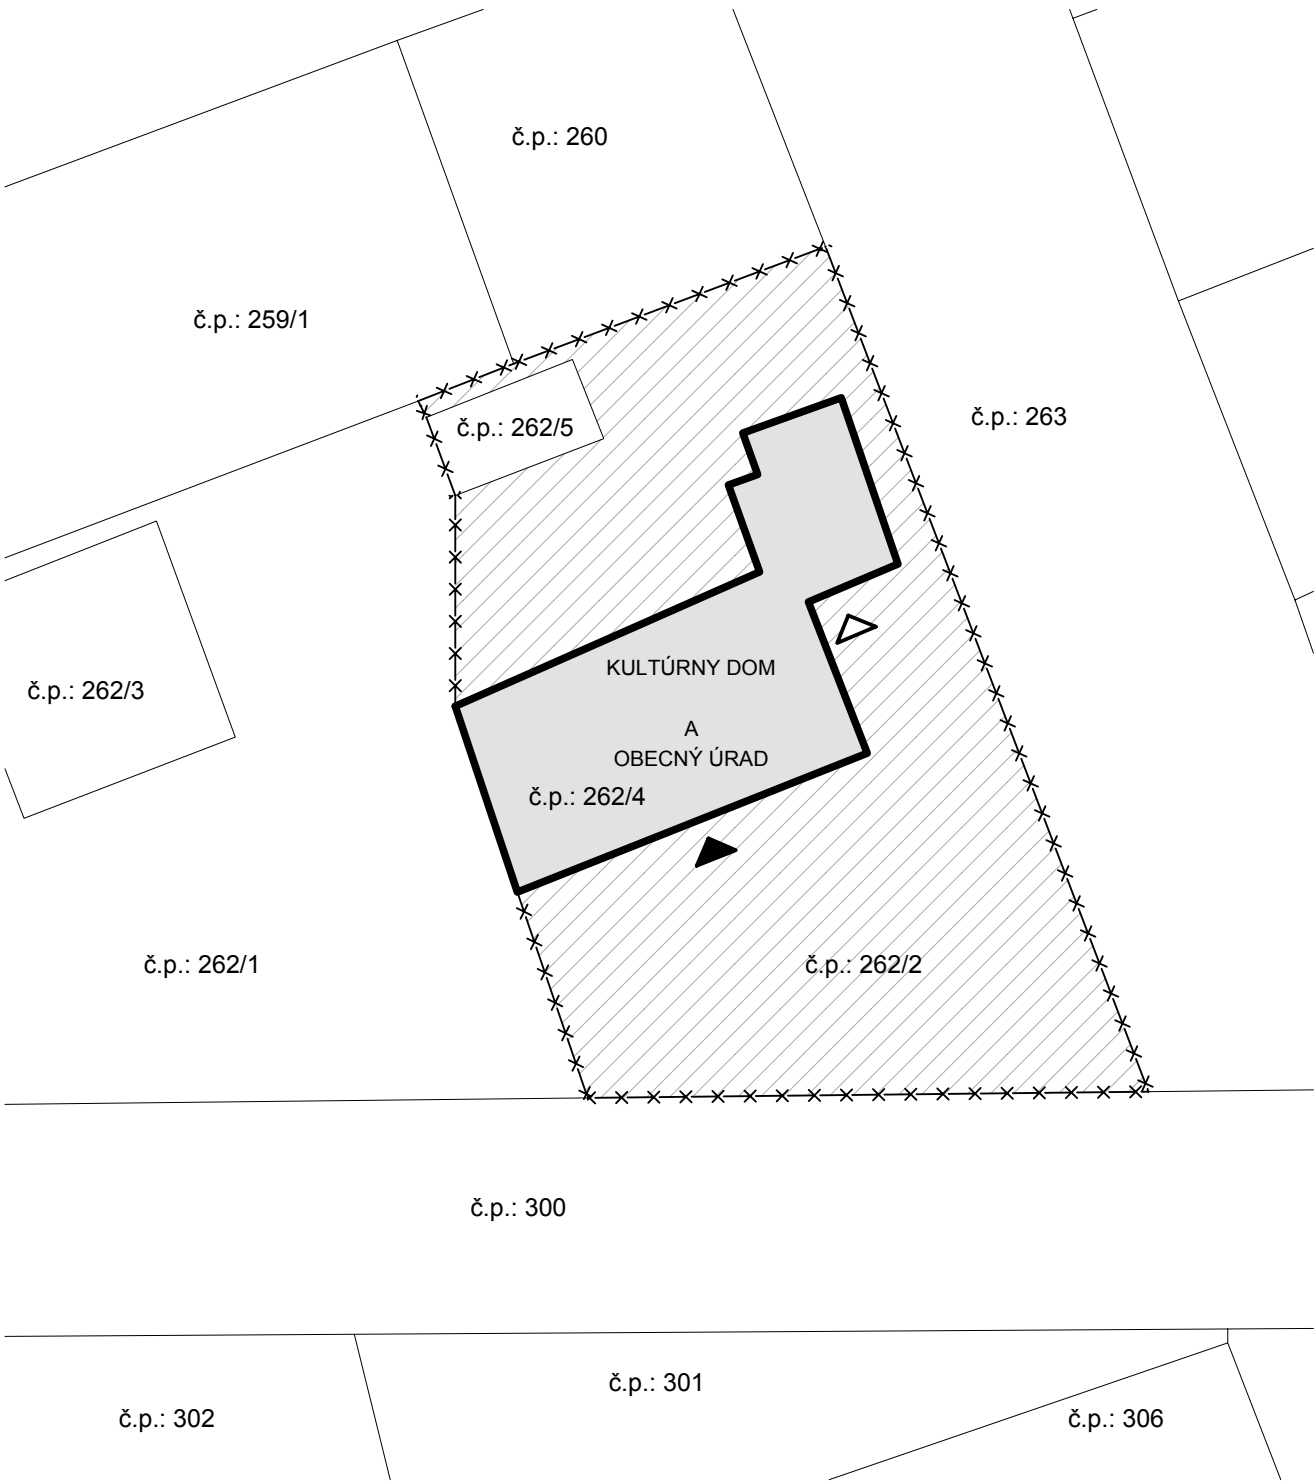 č.p.: 260
č.p.: 259/1
č.p.: 263
č.p.: 262/5
KULTÚRNY DOM
A
OBECNÝ ÚRAD
č.p.: 262/4
č.p.: 262/3
č.p.: 262/1
č.p.: 262/2
č.p.: 300
č.p.: 301
č.p.: 302
č.p.: 306